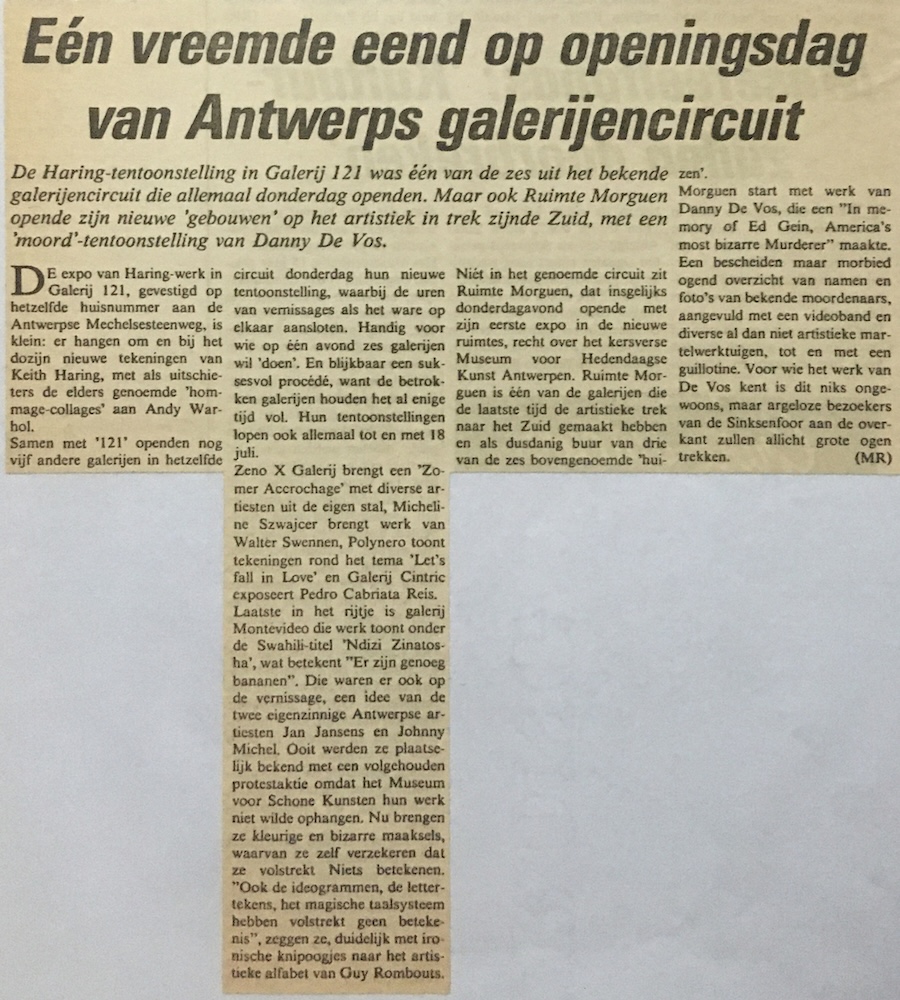 Eén vreemde eend op openingsdag
van Antwerps galerijencircuit
De Haring-tentoonstelling in Galerij 121 was één van de zes uit het bekende
galerijencircuit die allemaal donderdag openden. Maar ook Ruimte Morguen
opende zijn nieuwe 'gebouwen' op het artistiek in trek zijnde Zuid, met een
'moord'-tentoonstelling van Danny De Vos.
DE expo van Haring-werk in
Galerij 121, gevestigd op
hetzelfde huisnummer aan de
Antwerpse Mechelsesteenweg, is
klein: er hangen om en bij het
dozijn nieuwe tekeningen van
Keith Haring, met als uitschie-
ters de elders genoemde 'hom-
mage-collages' aan Andy War-
hol.
Samen met '121' openden nog
vijf andere galerijen in hetzelfde
circuit donderdag hun nieuwe
tentoonstelling, waarbij de uren
van vernissages als het ware op
elkaar aansloten. Handig voor
wie op één avond zes galerijen
wil 'doen'. En blijkbaar een suk-
sesvol procédé, want de betrok-
ken galerijen houden het al enige
tijd vol. Hun tentoonstellingen
lopen ook allemaal tot en met 18
juli.
Zeno X Galerij brengt een 'Zo-
mer Accrochage' met diverse ar-
tiesten uit de eigen stal, Micheli-
ne Szwajcer brengt werk van
Walter Swennen, Polynero toont
tekeningen rond het tema 'Let's
fall in Love' en Galerij Cintric
exposeert Pedro Cabriata Reis.
Laatste in het rijtje is galerij
Montevideo die werk toont onder
de Swahili-titel 'Ndizi Zinatos-
ha', wat betekent "Er zijn genoeg
bananen". Die waren er ook op
de vernissage, een idee van de
twee eigenzinnige Antwerpse ar-
tiesten Jan Jansens en Johnny
Michel. Ooit werden ze plaatse-
lijk bekend met een volgehouden
protestaktie omdat het Museum
voor Schone Kunsten hun werk
niet wilde ophangen. Nu brengen
ze kleurige en bizarre maaksels,
waarvan ze zelf verzekeren dat
ze volstrekt Niets betekenen.
"Ook de ideogrammen, de letter-
tekens, het magische taalsysteem
hebben volstrekt geen beteke-
nis", zeggen ze, duidelijk met iro-
nische knipoogjes naar het artis-
tieke alfabet van Guy Rombouts.
Niét in het genoemde circuit zit
Ruimte Morguen, dat insgelijks
donderdagavond opende met
zijn eerste expo in de nieuwe
ruimtes, recht over het kersverse
Museum voor Hedendaagse
Kunst Antwerpen. Ruimte Mor-
guen is één van de galerijen die
de laatste tijd de artistieke trek
naar het Zuid gemaakt hebben
en als dusdanig buur van drie
van de zes bovengenoemde 'hui-
zen'.
Morguen start met werk van
Danny De Vos, die een "In me-
mory of Ed Gein, America's
most bizarre Murderer" maakte.
Een bescheiden maar morbied
ogend overzicht van namen en
foto's van bekende moordenaars,
aangevuld met een videoband en
diverse al dan niet artistieke mar-
telwerktuigen, tot en met een
guillotine. Voor wie het werk van
De Vos kent is dit niks onge-
woons, maar argeloze bezoekers
van de Sinksenfoor aan de over-
kant zullen allicht grote ogen
trekken. (MR)